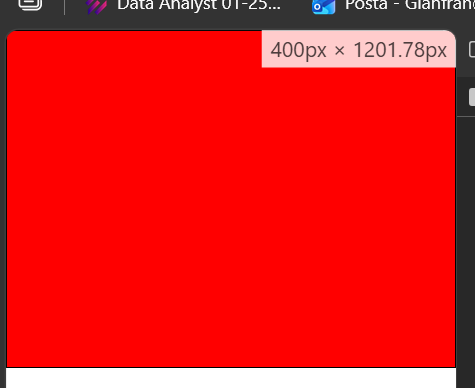 Data Analyst 01-25...
Posta - Gianfran
400px × 1201.78px